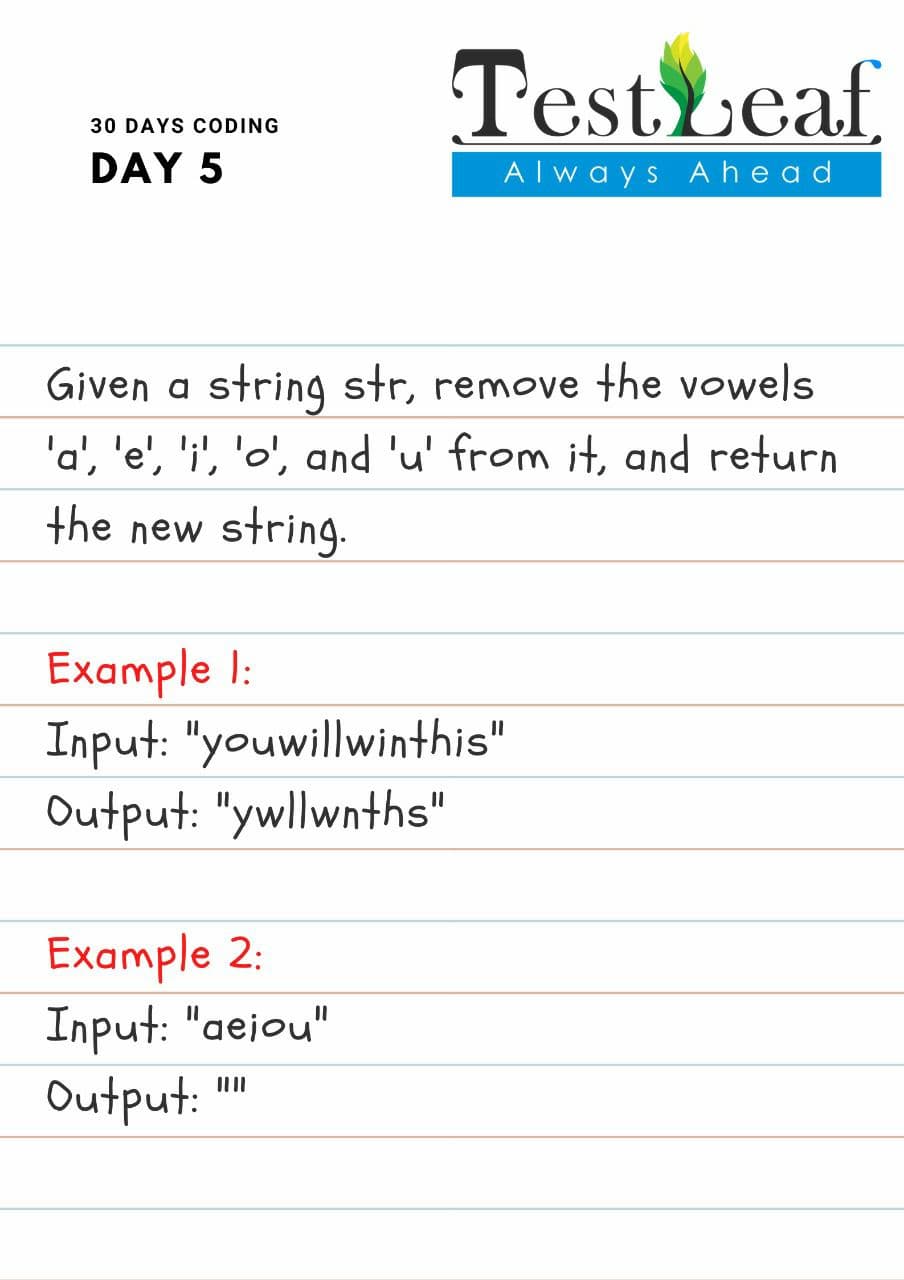 30 DAYS CODING
DAY 5
TestLeaf
Always Ahead
Given a string str, remove the vowels
'a', 'e', 'i', 'o', and 'u' from it, and return
the new string.
Example 1:
Input: "youwillwinthis"
Output: "ywllwnths"
Example 2:
Input: "aeiou"
Output: ""